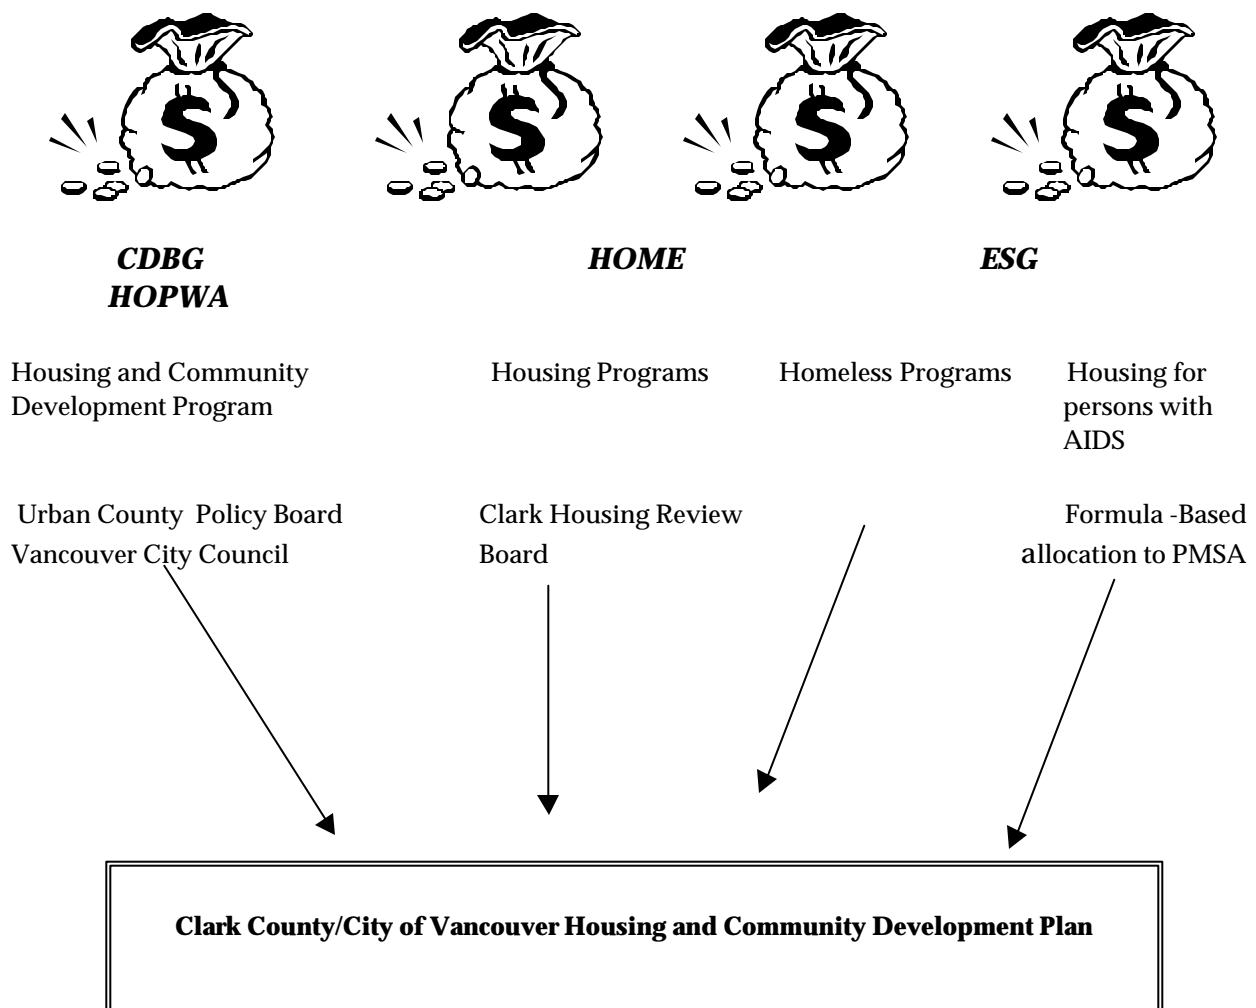 CDBG HOME ESG
HOPWA
Housing and Community Housing Programs Homeless Programs Housing for
Development Program persons with
AIDS
Urban County Policy Board Clark Housing Review Formula -Based
Vancouver City Council Board allocation to PMSA
Clark County/City of Vancouver Housing and Community Development Plan